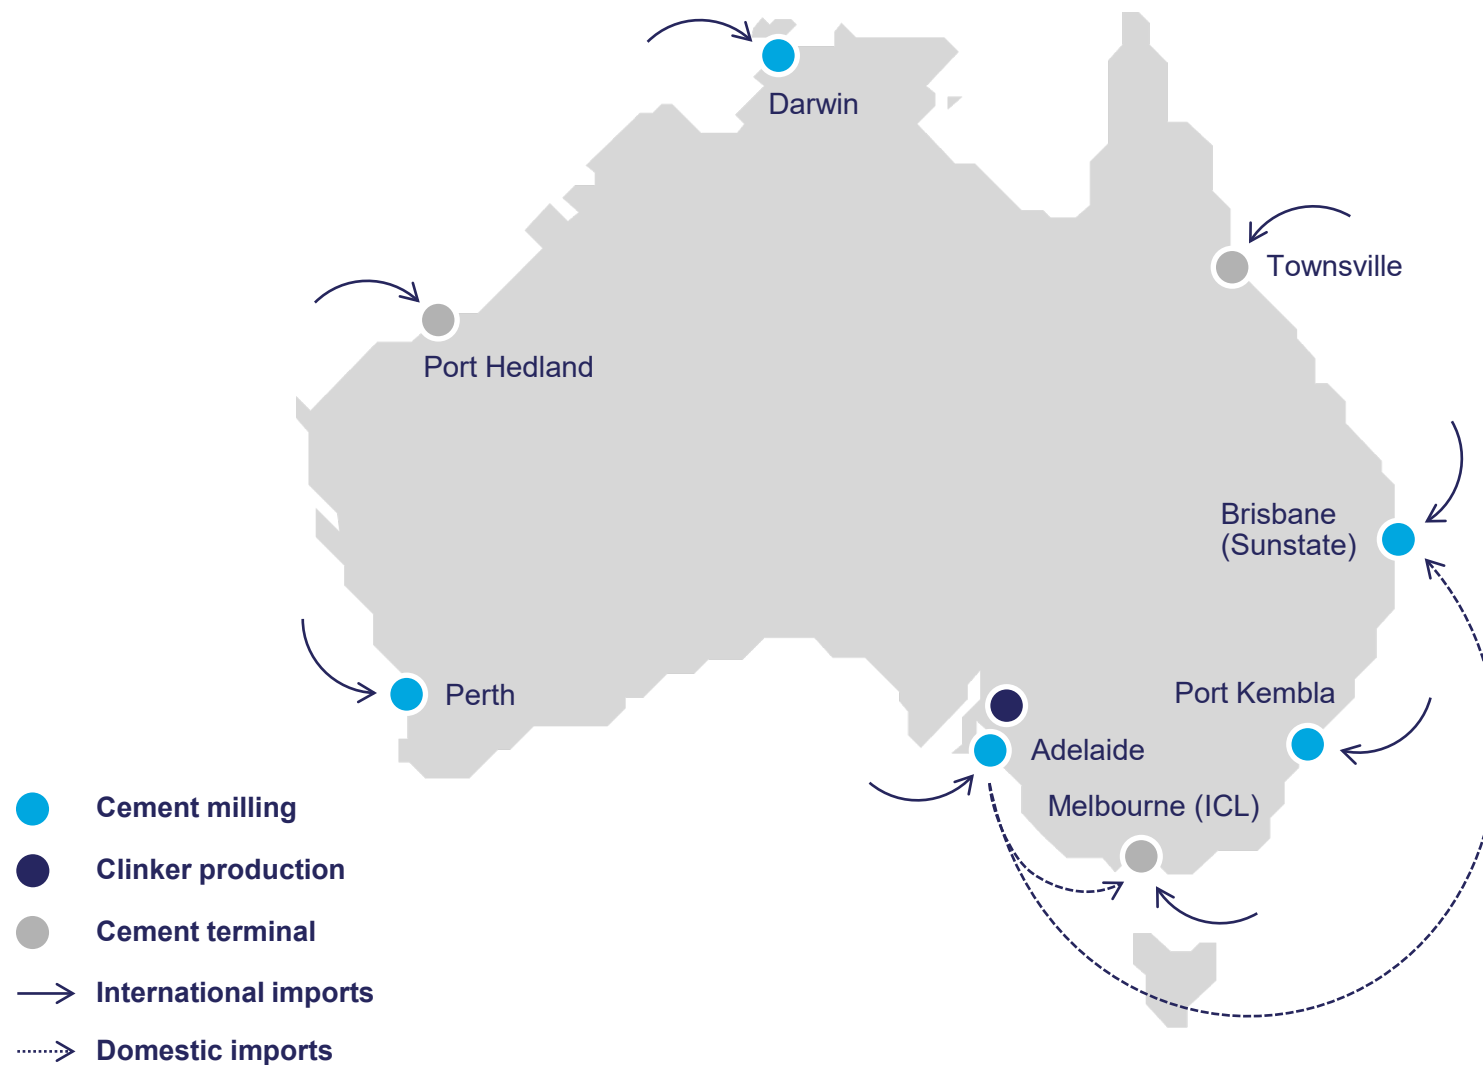 Darwin
Townsville
Port Hedland
Brisbane
(Sunstate)
Perth
Port Kembla
Adelaide
Melbourne (ICL)
Cement milling
Clinker production
Cement terminal
International imports
Domestic imports